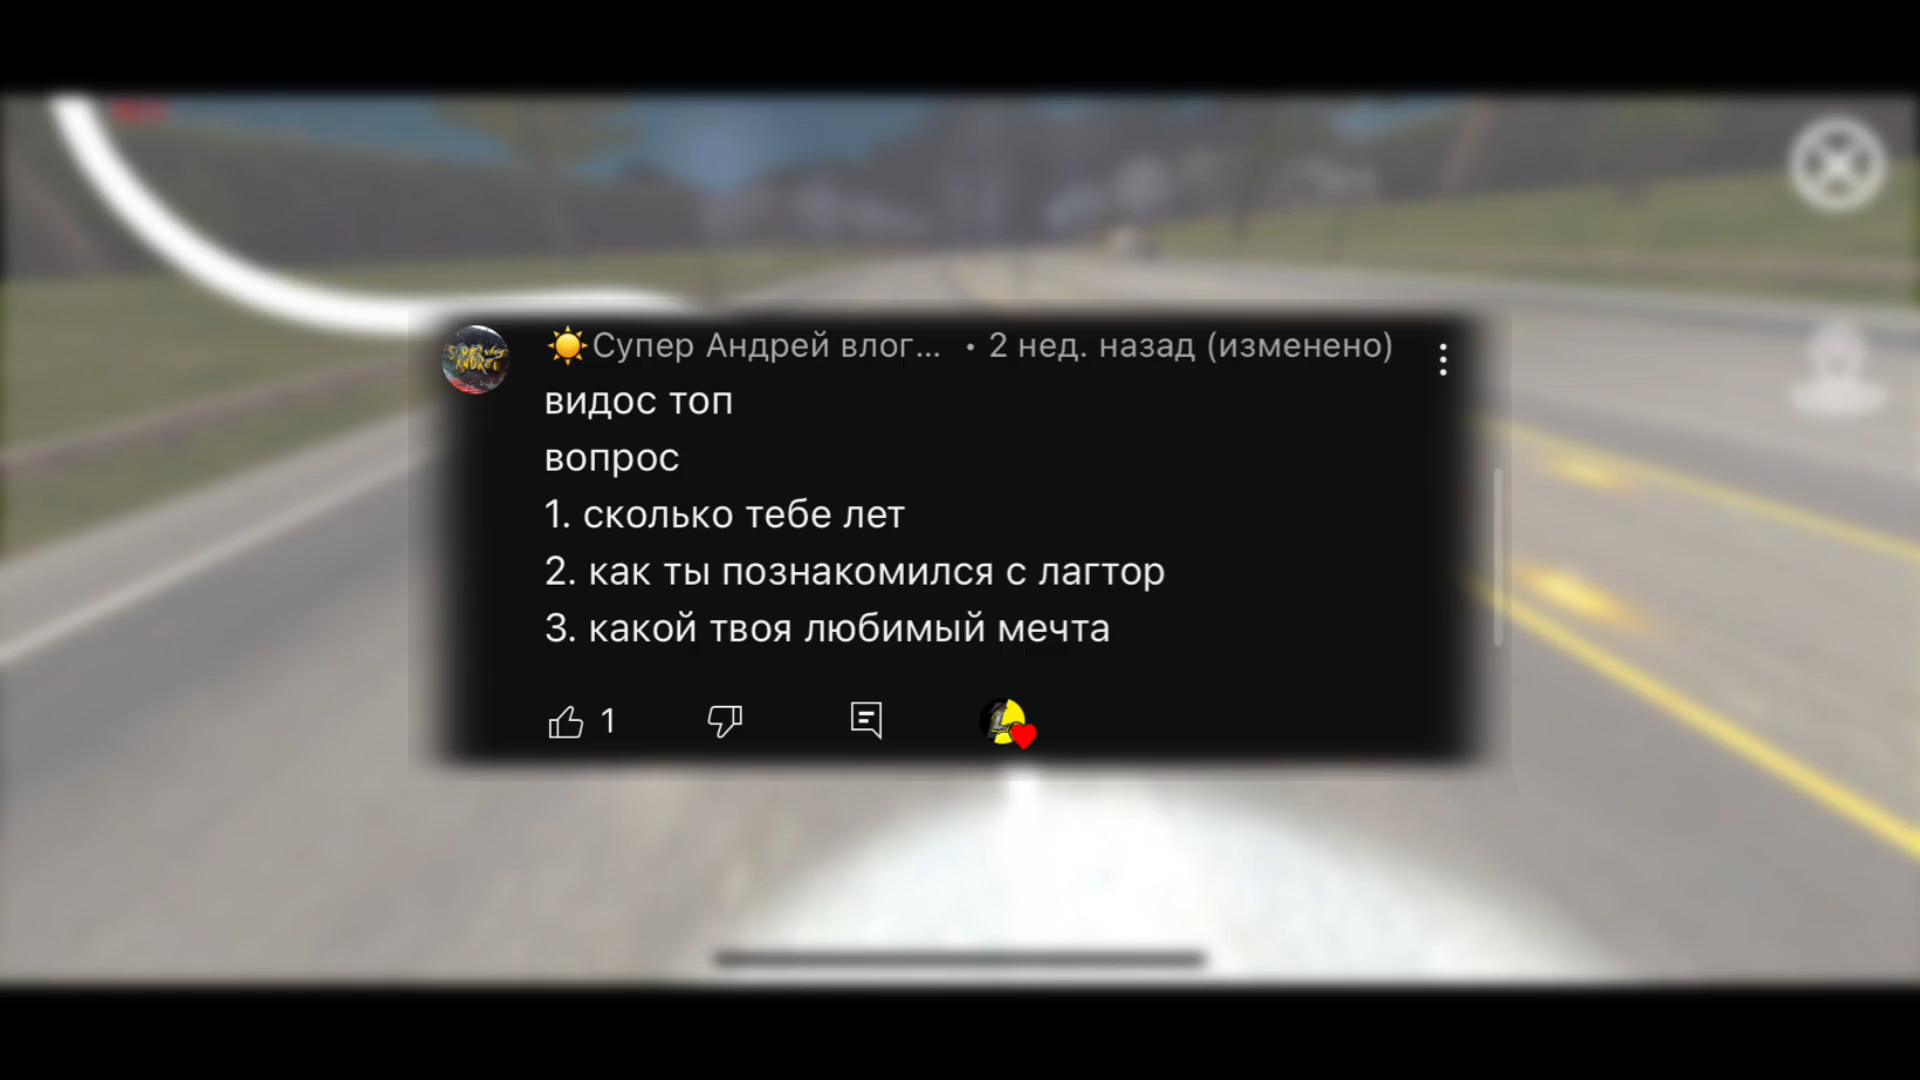 ☀️Супер Андрей влог... • 2 нед. назад (изменено)
видос топ
вопрос
1. сколько тебе лет
2. как ты познакомился с лагтор
3. какой твоя любимый мечта
1